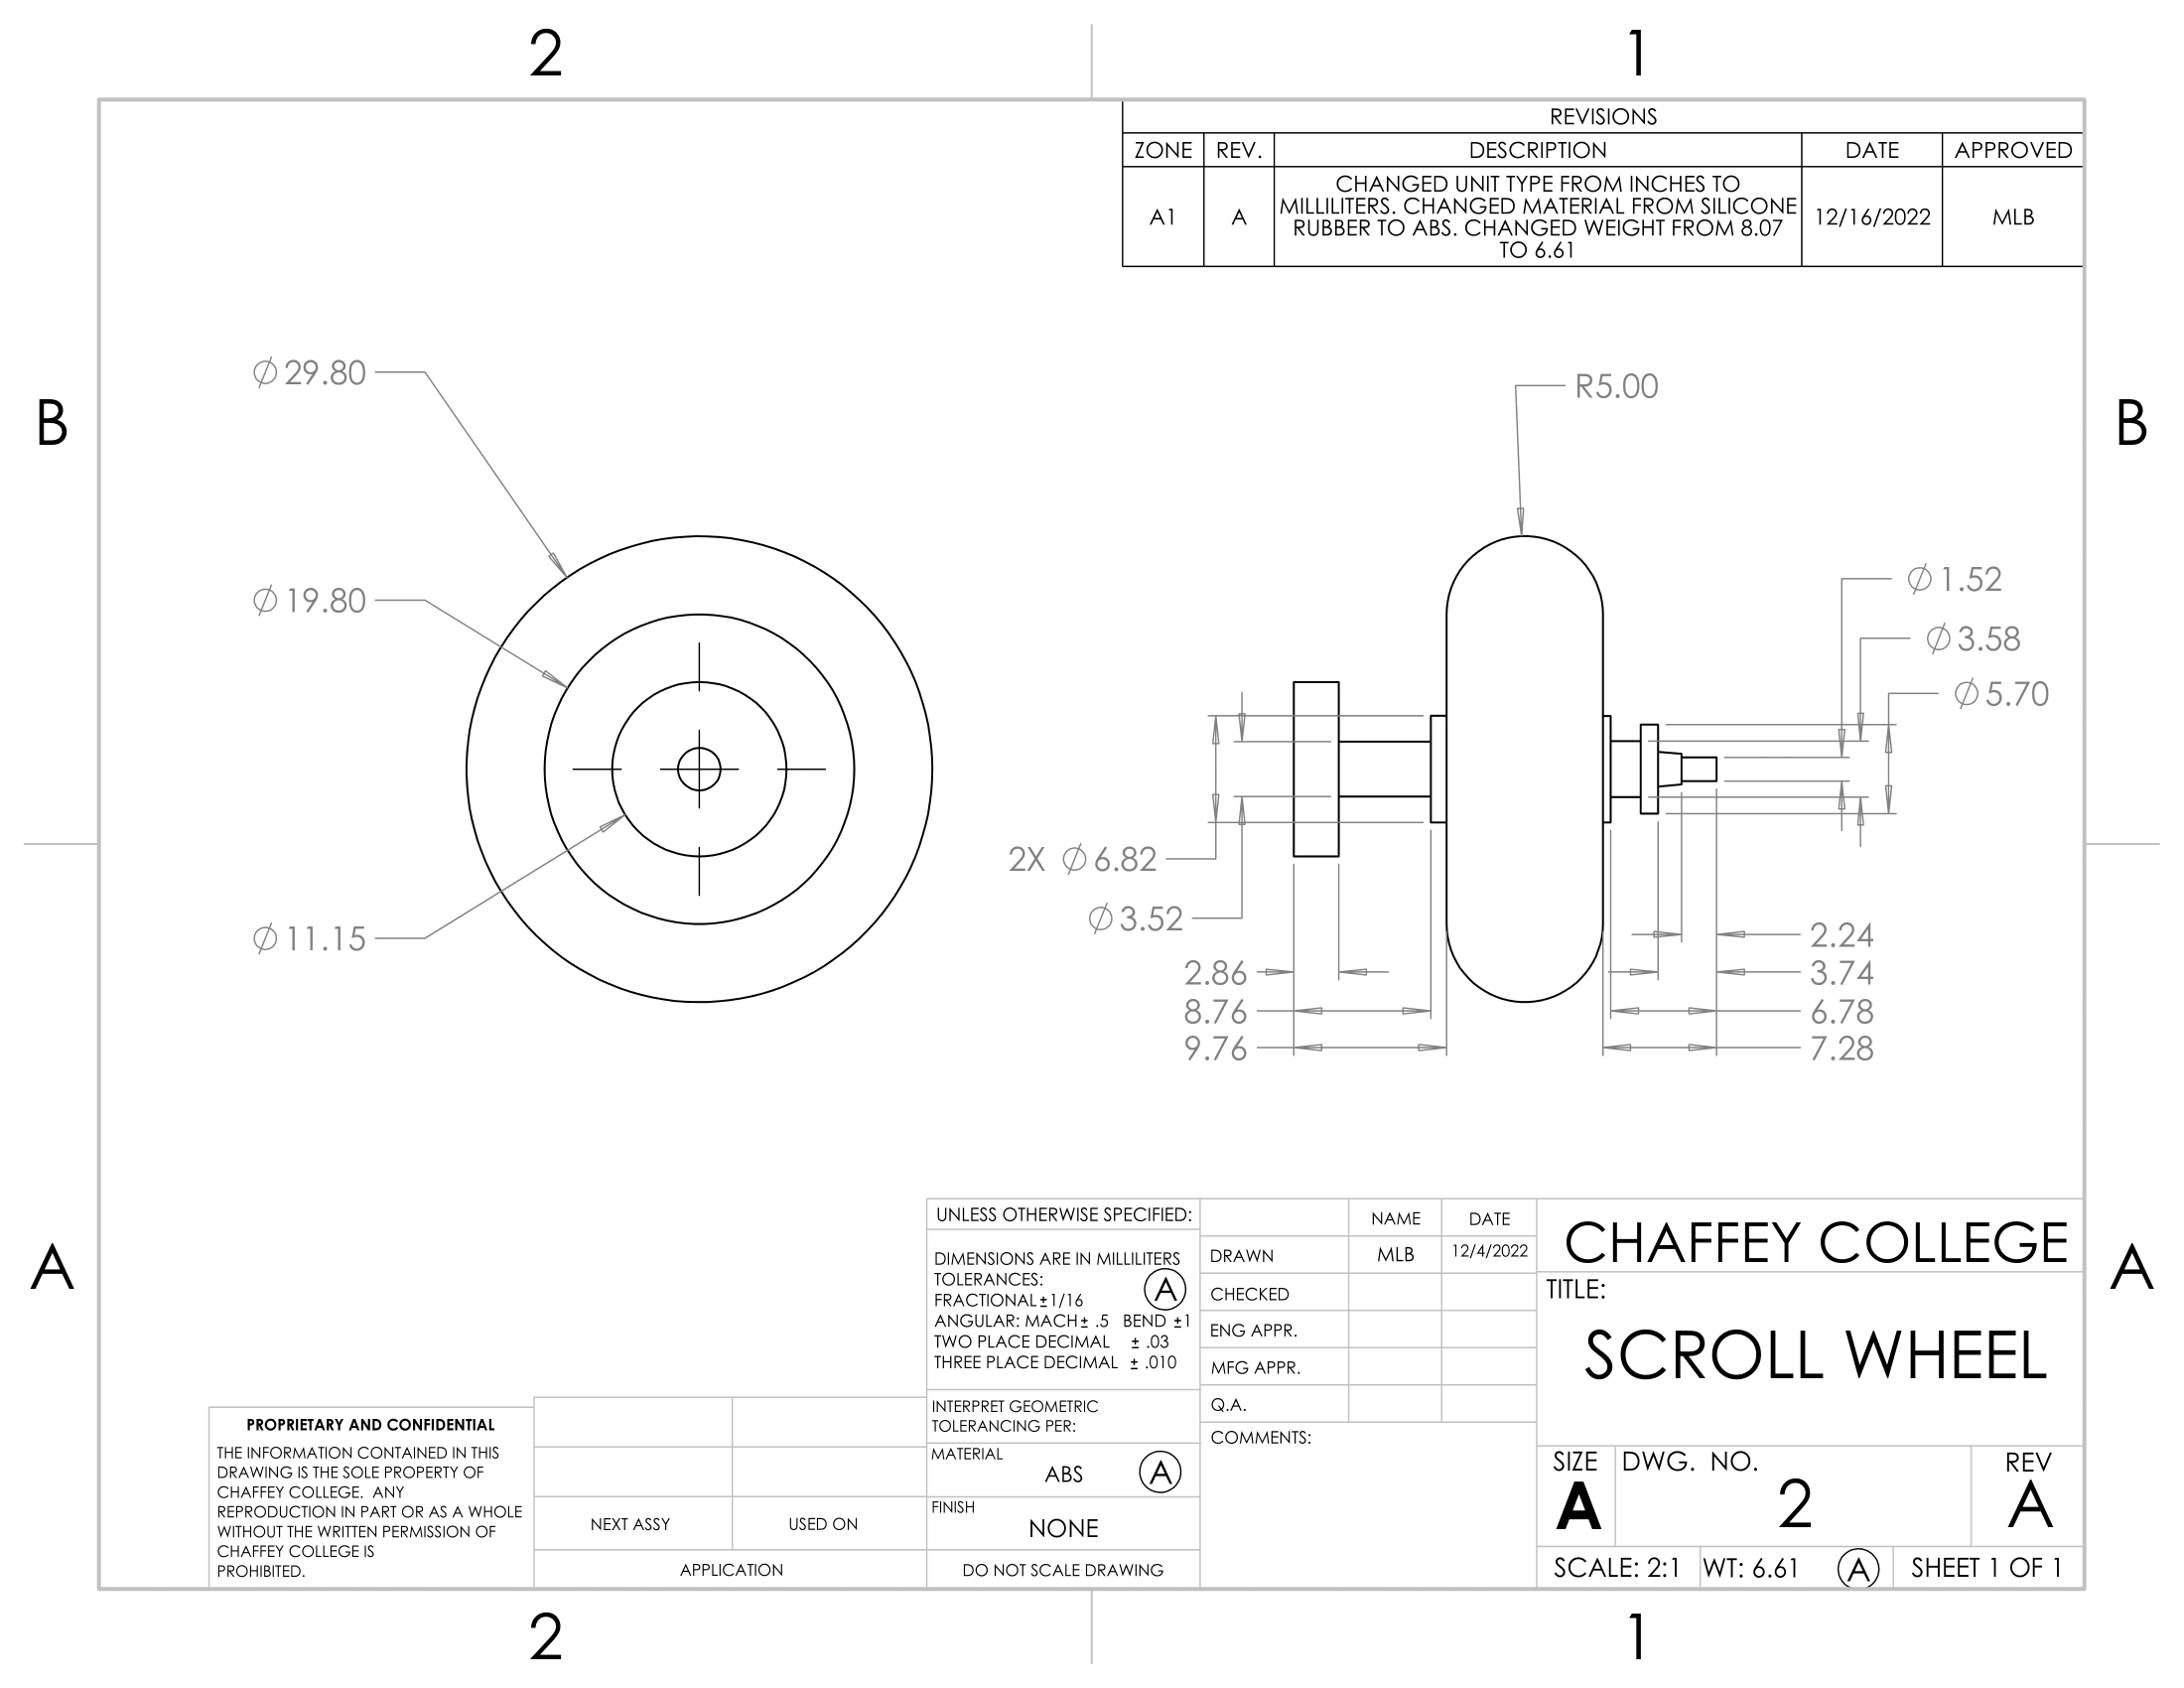 2
1
REVISIONS
ZONE REV. DESCRIPTION DATE APPROVED
A1 A CHANGED UNIT TYPE FROM INCHES TO
MILLILITERS. CHANGED MATERIAL FROM SILICONE
RUBBER TO ABS. CHANGED WEIGHT FROM 8.07
TO 6.61
12/16/2022 MLB
B
B
∅ 29.80
∅ 19.80
∅ 11.15
R5.00
∅ 1.52
∅ 3.58
∅ 5.70
2X ∅ 6.82
∅ 3.52
2.86
8.76
9.76
2.24
3.74
6.78
7.28
A
A
PROPRIETARY AND CONFIDENTIAL
THE INFORMATION CONTAINED IN THIS
DRAWING IS THE SOLE PROPERTY OF
CHAFFEY COLLEGE. ANY
REPRODUCTION IN PART OR AS A WHOLE
WITHOUT THE WRITTEN PERMISSION OF
CHAFFEY COLLEGE IS
PROHIBITED.
NEXT ASSY USED ON
APPLICATION
UNLESS OTHERWISE SPECIFIED:
DIMENSIONS ARE IN MILLILITERS
TOLERANCES:
A
FRACTIONAL ± 1/16
ANGULAR: MACH ± .5 BEND ±1
TWO PLACE DECIMAL ± .03
THREE PLACE DECIMAL ± .010
INTERPRET GEOMETRIC
TOLERANCING PER:
MATERIAL
ABS A
FINISH
NONE
DO NOT SCALE DRAWING
NAME DATE
DRAWN MLB 12/4/2022
CHECKED
ENG APPR.
MFG APPR.
Q.A.
COMMENTS:
CHAFFEY COLLEGE
TITLE:
SCROLL WHEEL
SIZE DWG. NO. REV
A 2 A
SCALE: 2:1 WT: 6.61 A SHEET 1 OF 1
2
1